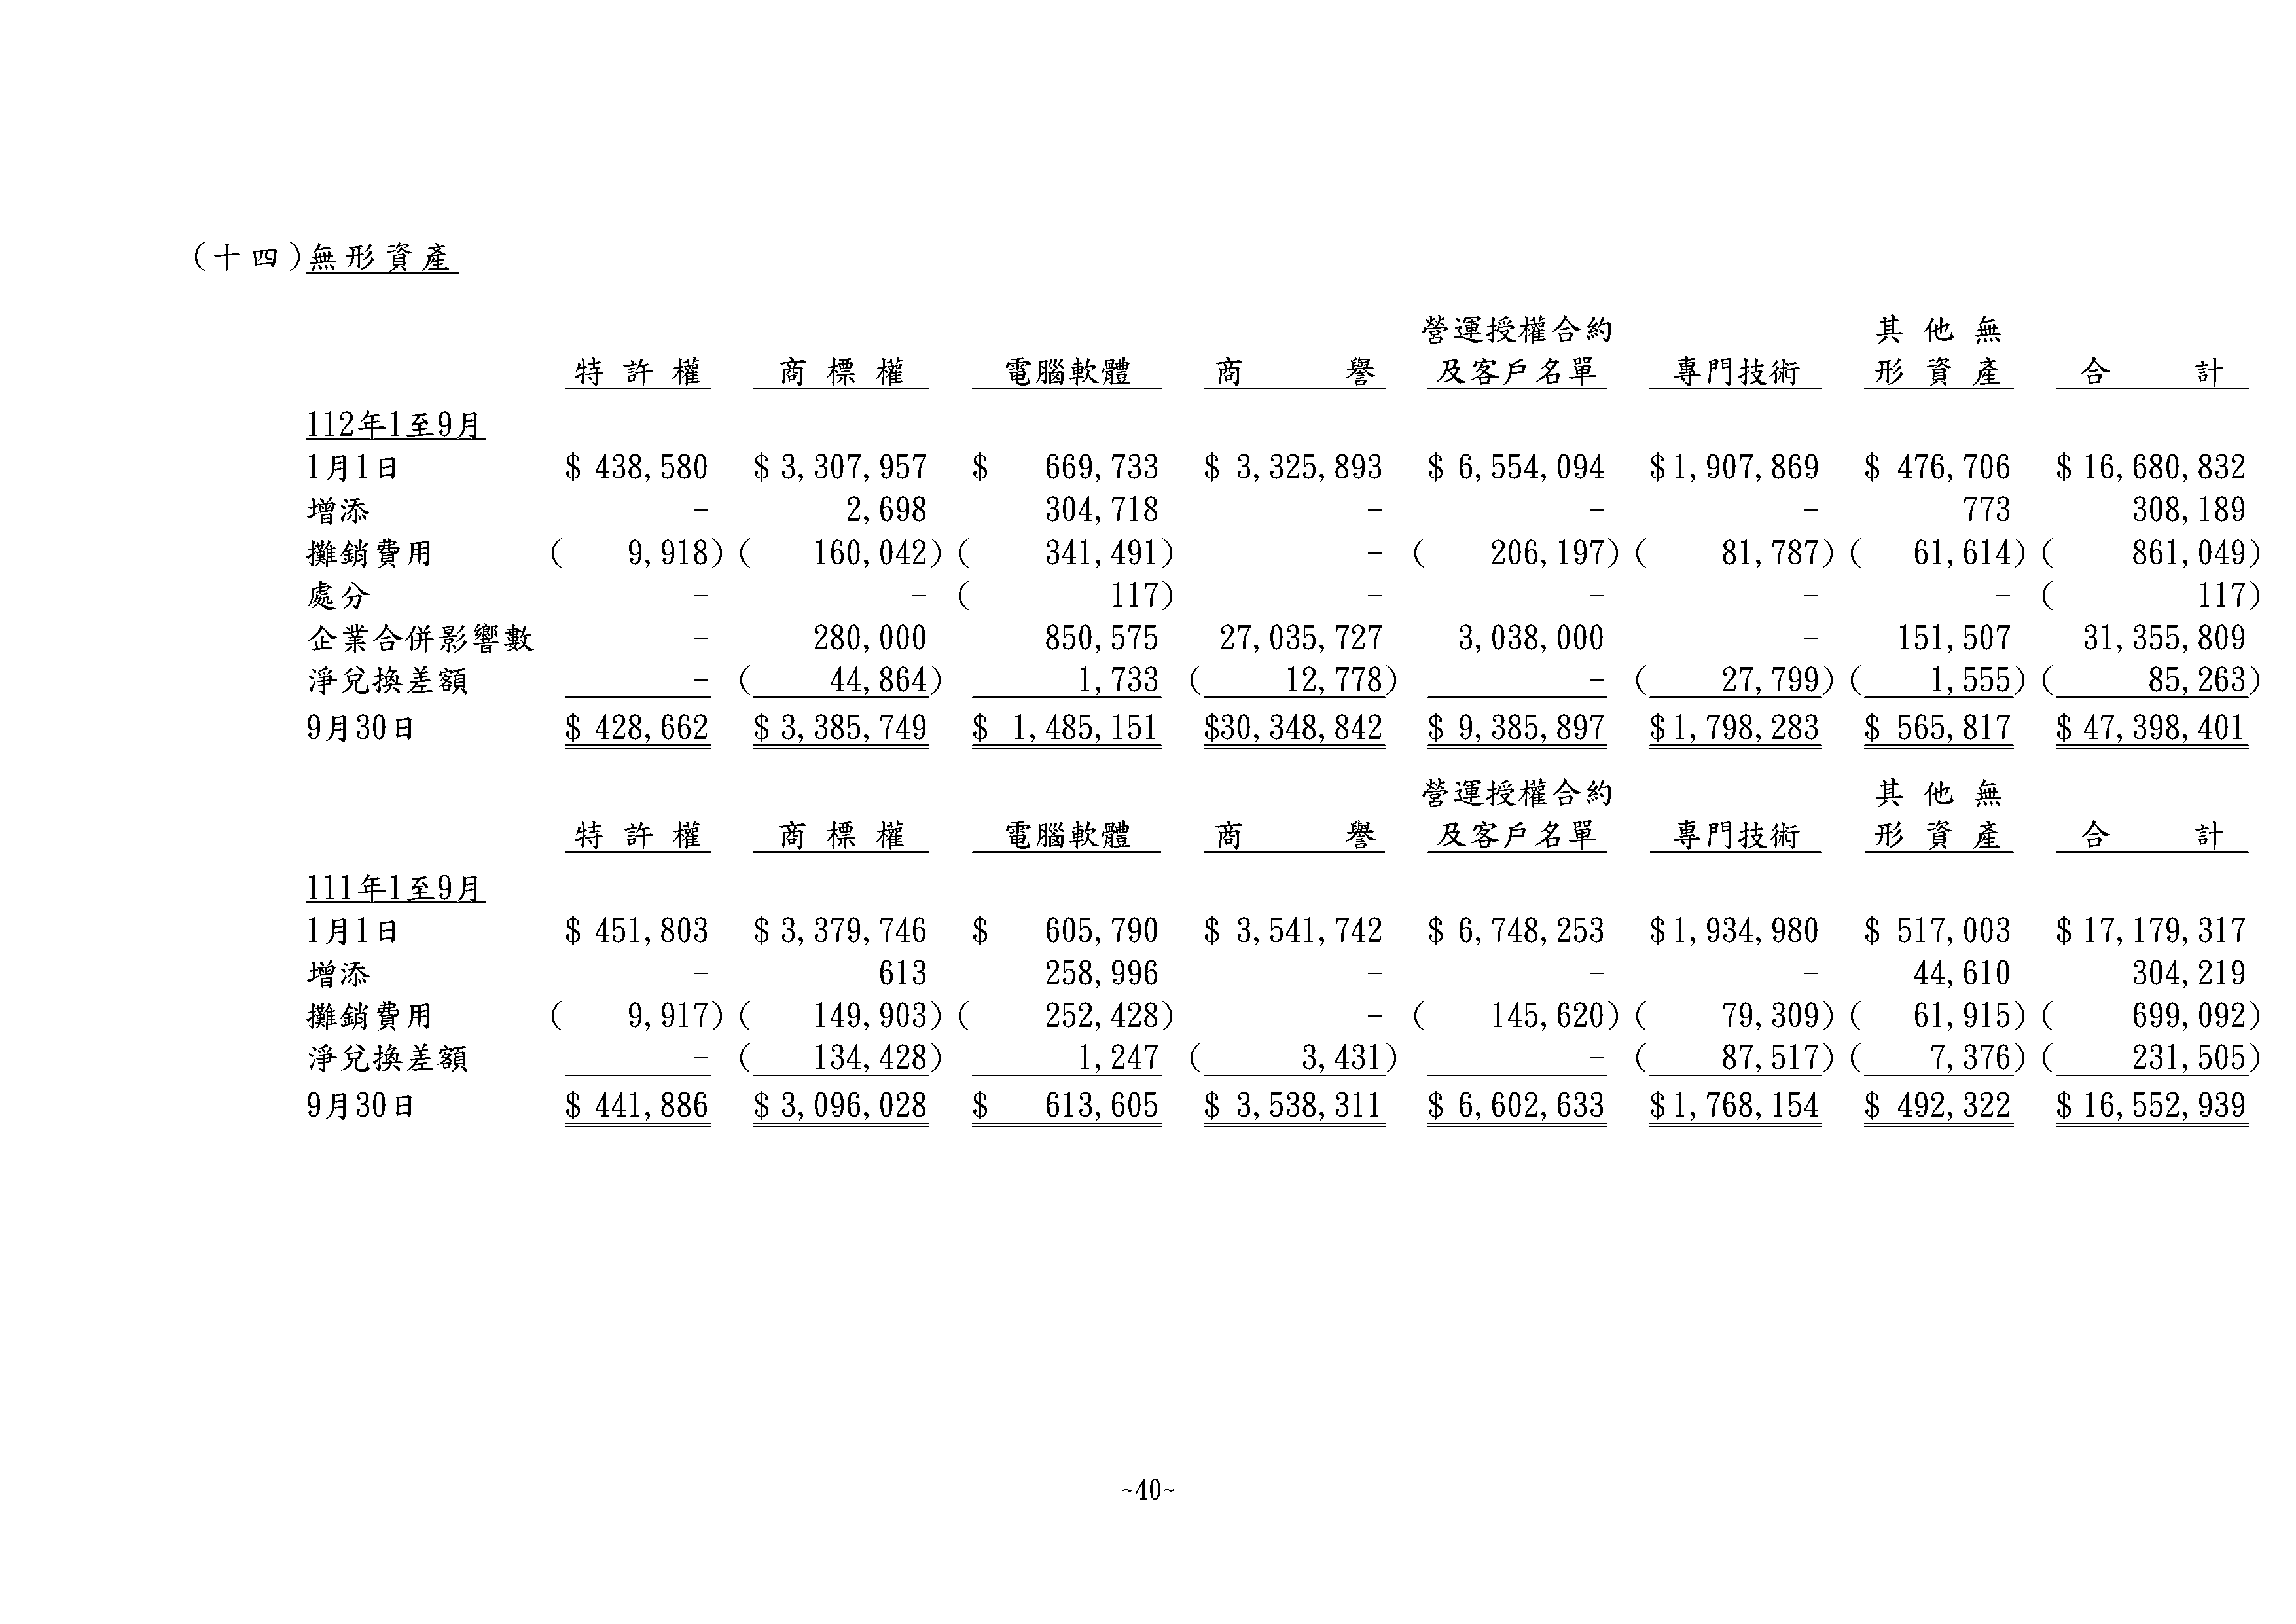 (十四)無形資產
營運授權合約 其他無
特許權 商標權 電腦軟體 商譽 及客戶名單 專門技術 形資產 合計
112年1至9月
1月1日 $ 438,580 $ 3,307,957 $ 669,733 $ 3,325,893 $ 6,554,094 $1,907,869 $ 476,706 $ 16,680,832
增添 - 2,698 304,718 - - - 773 308,189
攤銷費用 ( 9,918) ( 160,042) ( 341,491) - ( 206,197) ( 81,787) ( 61,614) ( 861,049)
處分 - - ( 117) - - - - ( 117)
企業合併影響數 - 280,000 850,575 27,035,727 3,038,000 - 151,507 31,355,809
淨兌換差額 - ( 44,864) 1,733 ( 12,778) - ( 27,799) ( 1,555) ( 85,263)
9月30日 $ 428,662 $ 3,385,749 $ 1,485,151 $30,348,842 $ 9,385,897 $1,798,283 $ 565,817 $ 47,398,401
營運授權合約 其他無
特許權 商標權 電腦軟體 商譽 及客戶名單 專門技術 形資產 合計
111年1至9月
1月1日 $ 451,803 $ 3,379,746 $ 605,790 $ 3,541,742 $ 6,748,253 $1,934,980 $ 517,003 $ 17,179,317
增添 - 613 258,996 - - - 44,610 304,219
攤銷費用 ( 9,917) ( 149,903) ( 252,428) - ( 145,620) ( 79,309) ( 61,915) ( 699,092)
淨兌換差額 - ( 134,428) 1,247 ( 3,431) - ( 87,517) ( 7,376) ( 231,505)
9月30日 $ 441,886 $ 3,096,028 $ 613,605 $ 3,538,311 $ 6,602,633 $1,768,154 $ 492,322 $ 16,552,939
~40~